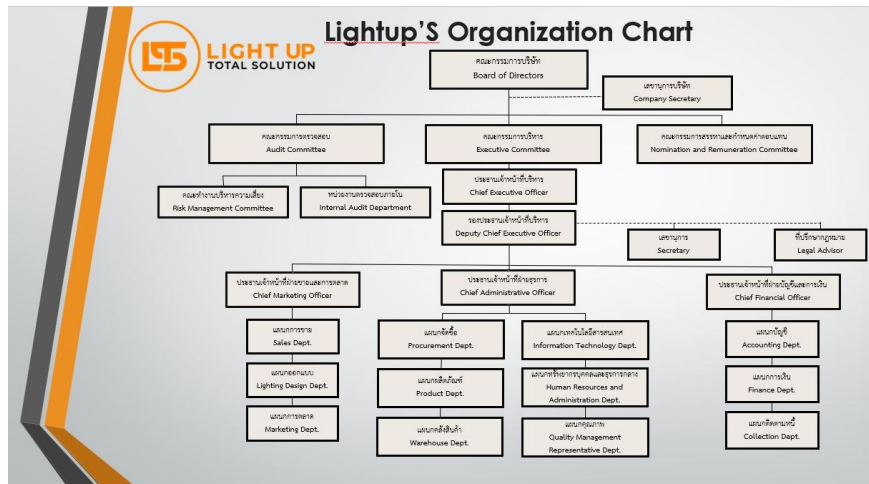 Lightup'S Organization Chart
LTS
LIGHT UP
TOTAL SOLUTION
คณะกรรมการบริษัท
Board of Directors
เลขานุการบริษัท
Company Secretary
คณะกรรมการตรวจสอบ
Audit Committee
คณะกรรมการบริหาร
Executive Committee
คณะกรรมการสรรหาและกำหนดค่าตอบแทน
Nomination and Remuneration Committee
คณะทำงานบริหารความเสี่ยง
Risk Management Committee
หน่วยงานตรวจสอบภายใน
Internal Audit Department
ประธานเจ้าหน้าที่บริหาร
Chief Executive Officer
รองประธานเจ้าหน้าที่บริหาร
Deputy Chief Executive Officer
เลขานุการ
Secretary
ที่ปรึกษากฎหมาย
Legal Advisor
ประธานเจ้าหน้าที่ฝ่ายขายและการตลาด
Chief Marketing Officer
ประธานเจ้าหน้าที่ฝ่ายธุรการ
Chief Administrative Officer
ประธานเจ้าหน้าที่ฝ่ายบัญชีและการเงิน
Chief Financial Officer
แผนกการขาย
Sales Dept.
แผนกจัดซื้อ
Procurement Dept.
แผนกเทคโนโลยีสารสนเทศ
Information Technology Dept.
แผนกบัญชี
Accounting Dept.
แผนกออกแบบ
Lighting Design Dept.
แผนกผลิตภัณฑ์
Product Dept.
แผนกทรัพยากรบุคคลและธุรการกลาง
Human Resources and
Administration Dept.
แผนกการเงิน
Finance Dept.
แผนกการตลาด
Marketing Dept.
แผนกคลังสินค้า
Warehouse Dept.
แผนกคุณภาพ
Quality Management
Representative Dept.
แผนกติดตามหนี้
Collection Dept.